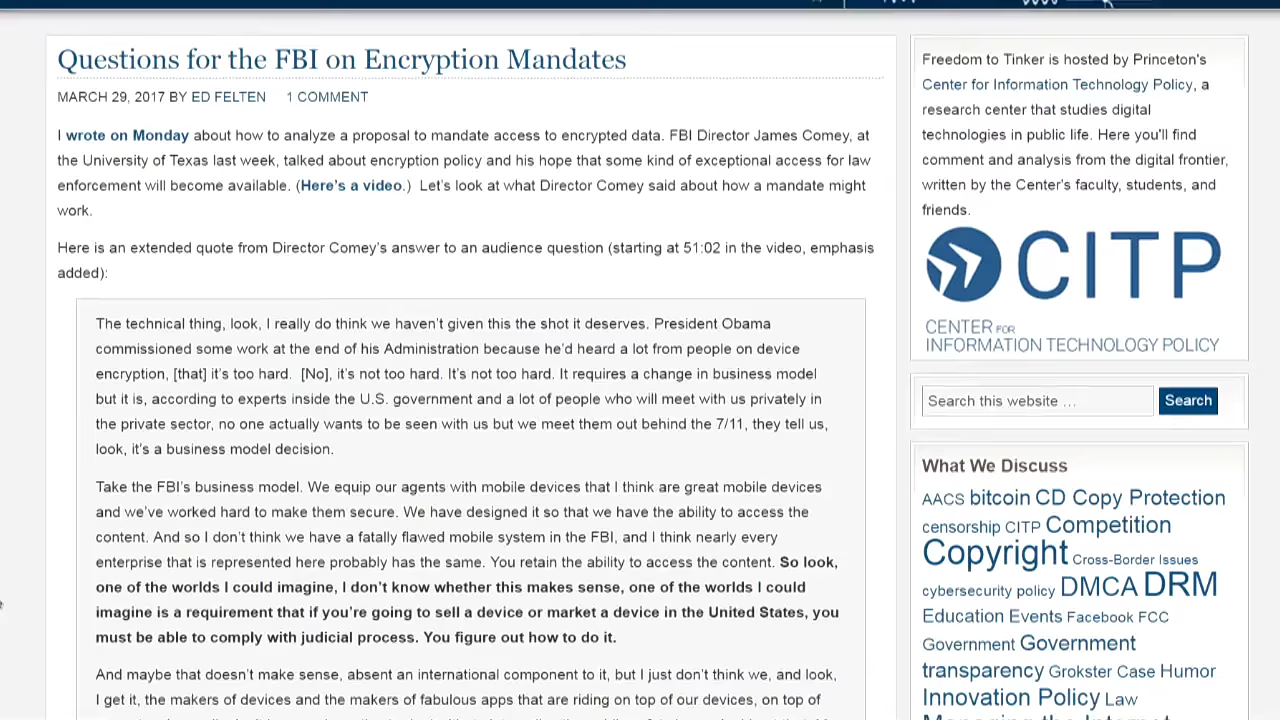 Questions for the FBI on Encryption Mandates
MARCH 29, 2017 BY ED FELTEN 1 COMMENT
I wrote on Monday about how to analyze a proposal to mandate access to encrypted data. FBI Director James Comey, at
the University of Texas last week, talked about encryption policy and his hope that some kind of exceptional access for law
enforcement will become available. (Here's a video.) Let's look at what Director Comey said about how a mandate might
work.
Here is an extended quote from Director Comey's answer to an audience question (starting at 51:02 in the video, emphasis
added):
The technical thing, look, I really do think we haven't given this the shot it deserves. President Obama
commissioned some work at the end of his Administration because he'd heard a lot from people on device
encryption, [that] it's too hard. [No], it's not too hard. It's not too hard. It requires a change in business model
but it is, according to experts inside the U.S. government and a lot of people who will meet with us privately in
the private sector, no one actually wants to be seen with us but we meet them out behind the 7/11, they tell us,
look, it's a business model decision.
Take the FBI's business model. We equip our agents with mobile devices that I think are great mobile devices
and we've worked hard to make them secure. We have designed it so that we have the ability to access the
content. And so I don't think we have a fatally flawed mobile system in the FBI, and I think nearly every
enterprise that is represented here probably has the same. You retain the ability to access the content. So look,
one of the worlds I could imagine, I don't know whether this makes sense, one of the worlds I could
imagine is a requirement that if you're going to sell a device or market a device in the United States, you
must be able to comply with judicial process. You figure out how to do it.
And maybe that doesn't make sense, absent an international component to it, but I just don't think we, and look,
I get it, the makers of devices and the makers of fabulous apps that are riding on top of our devices, on top of
Freedom to Tinker is hosted by Princeton's
Center for Information Technology Policy, a
research center that studies digital
technologies in public life. Here you'll find
comment and analysis from the digital frontier,
written by the Center's faculty, students, and
friends.
CITP
CENTER FOR
INFORMATION TECHNOLOGY POLICY
Search this website …
Search
What We Discuss
AACS bitcoin CD Copy Protection
censorship CITP Competition
Copyright Cross-Border Issues
cybersecurity policy DMCA DRM
Education Events Facebook FCC
Government Government
transparency Grokster Case Humor
Innovation Policy Law
Managing the Internet